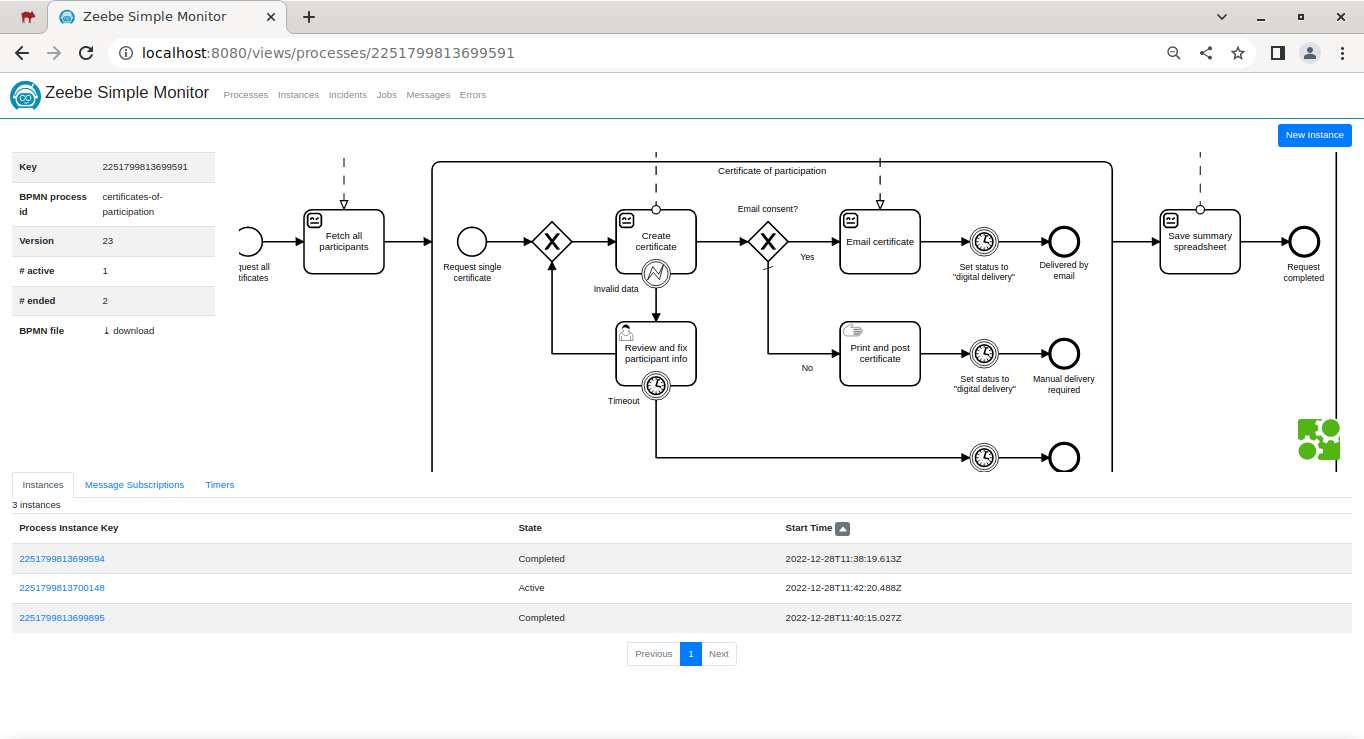 Zeebe Simple Monitor
localhost:8080/views/processes/2251799813699591
Zeebe Simple Monitor Processes Instances Incidents Jobs Messages Errors
New Instance
Key 2251799813699591
BPMN process id certificates-of-participation
Version 23
# active 1
# ended 2
BPMN file download
quest all
tificates
Fetch all
participants
Certificate of participation
Request single
certificate
Create
certificate
Invalid data
Review and fix
participant info
Timeout
Email consent?
Yes
No
Email certificate
Print and post
certificate
Set status to
"digital delivery"
Delivered by
email
Set status to
"digital delivery"
Manual delivery
required
Save summary
spreadsheet
Request
completed
Instances Message Subscriptions Timers
3 instances
Process Instance Key State Start Time
2251799813699594 Completed 2022-12-28T11:38:19.613Z
2251799813700148 Active 2022-12-28T11:42:20.488Z
2251799813699895 Completed 2022-12-28T11:40:15.027Z
Previous 1 Next